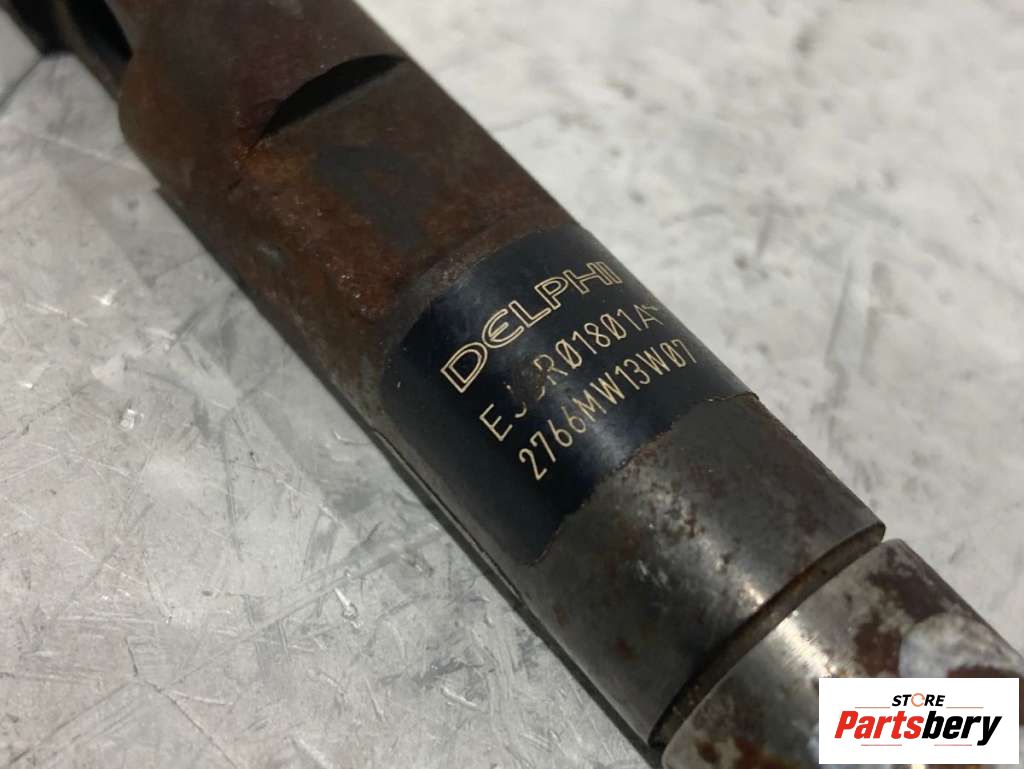 DELPHI
EJBR01801A
2766MW13W07
STORE
Partsbery